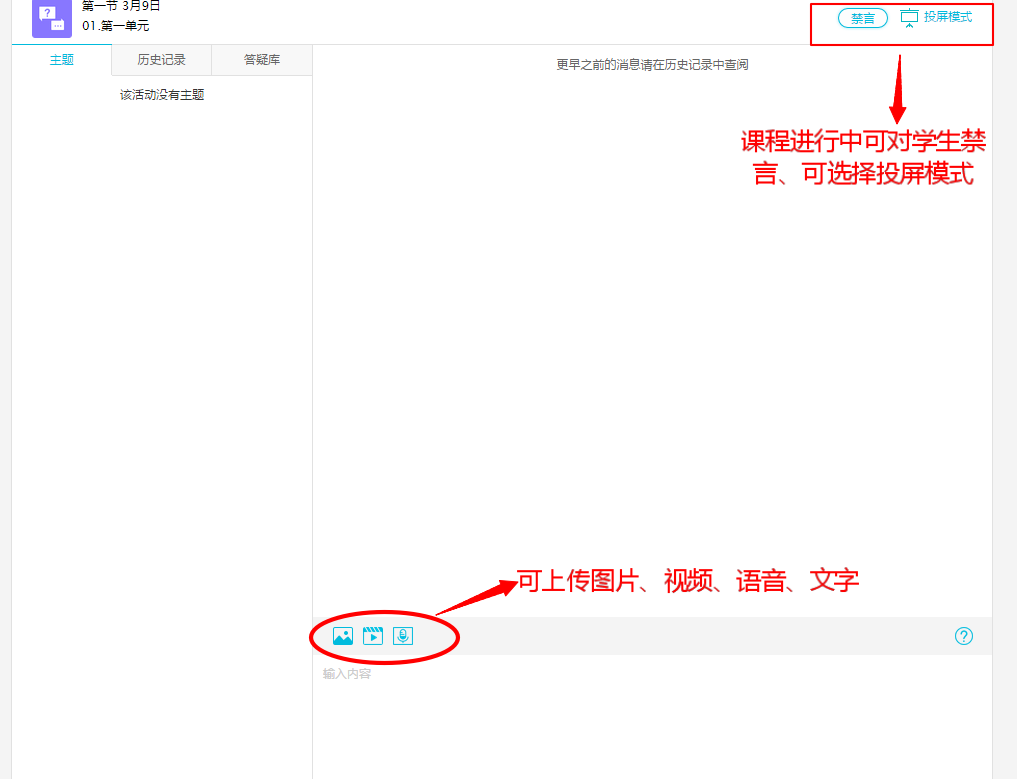 第一节 3月9日
01.第一单元
禁言 投屏模式
主题 历史记录 答疑库
更早之前的消息请在历史记录中查阅
该活动没有主题
课程进行中可对学生禁
言、可选择投屏模式
可上传图片、视频、语音、文字
输入内容